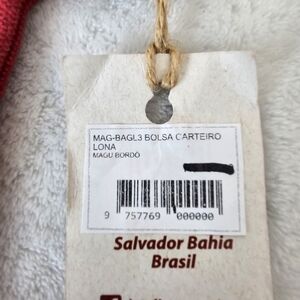 MAG-BAGL3 BOLSA CARTEIRO
LONA
MAGU BORDÔ
9 757769 000000
Salvador Bahia
Brasil